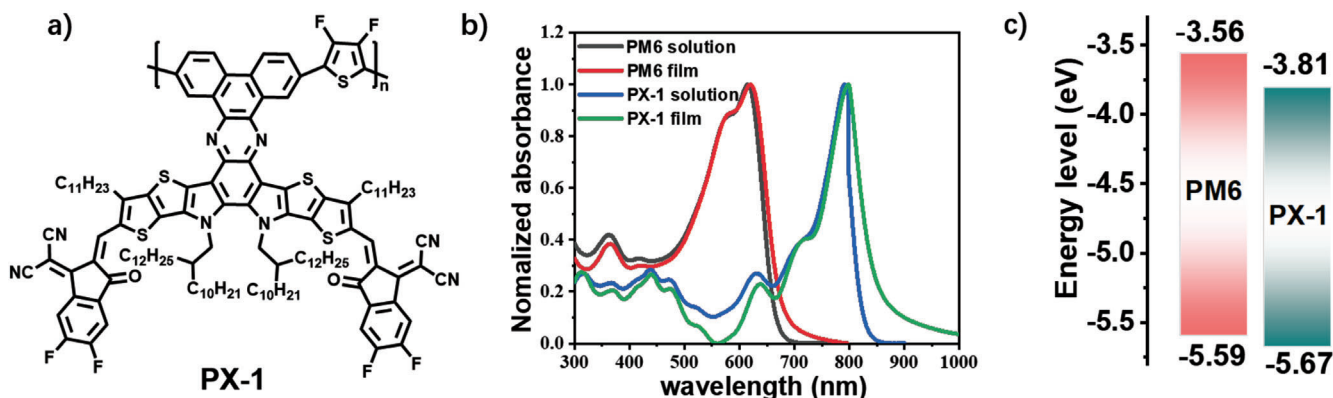 a)
F
F
S
n
N
N
C₁₁H₂₃
S
S
C₁₁H₂₃
S
N
N
S
CN
NC
O
C₁₂H₂₅
C₁₀H₂₁
C₁₂H₂₅
C₁₀H₂₁
O
CN
CN
F
F
F
F
PX-1
b)
Nomalized absorbance
1.2
1.0
0.8
0.6
0.4
0.2
0.0
PM6 solution
PM6 film
PX-1 solution
PX-1 film
300 400 500 600 700 800 900 1000
wavelength (nm)
c)
Energy level (eV)
-3.5
-4.0
-4.5
-5.0
-5.5
-3.56
PM6
-5.59
-3.81
PX-1
-5.67